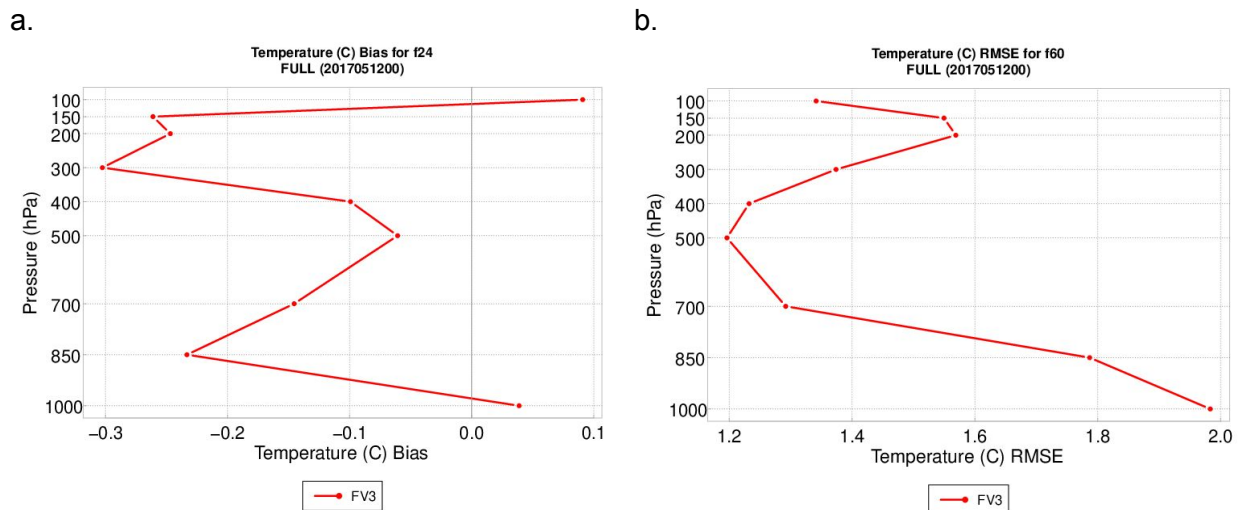 a.
Temperature (C) Bias for f24
FULL (2017051200)
100
150
200
300
400
500
700
850
1000
Pressure (hPa)
−0.3 −0.2 −0.1 0.0 0.1
Temperature (C) Bias
FV3
b.
Temperature (C) RMSE for f60
FULL (2017051200)
100
150
200
300
400
500
700
850
1000
Pressure (hPa)
1.2 1.4 1.6 1.8 2.0
Temperature (C) RMSE
FV3